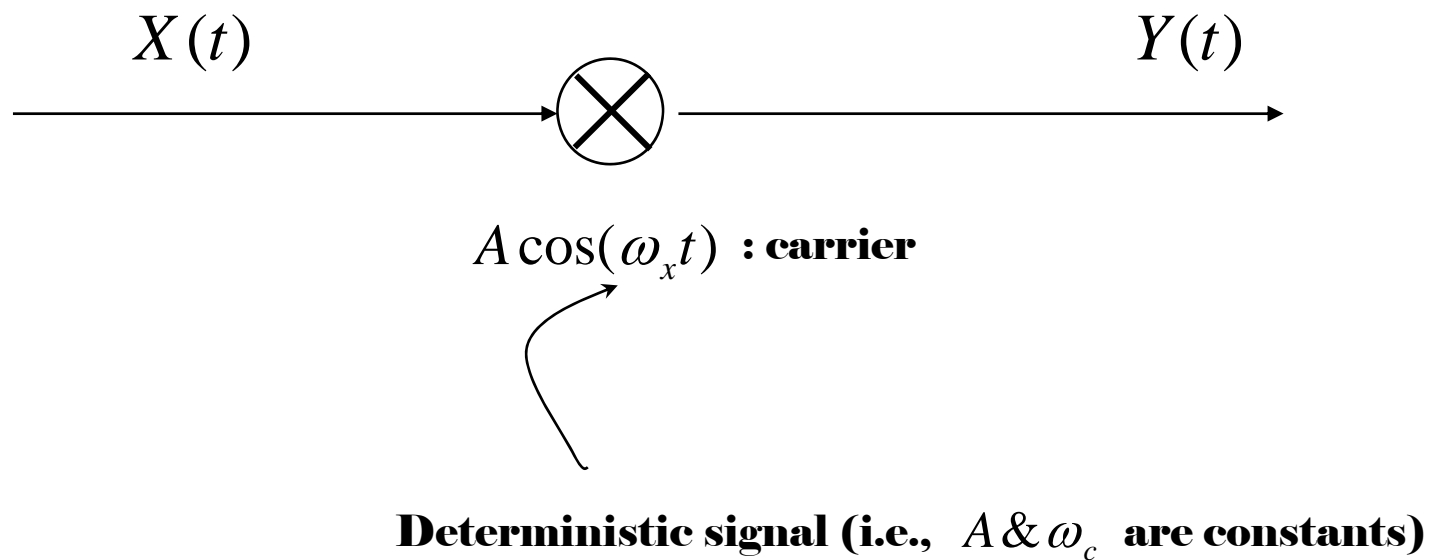 X(t) Y(t)
A cos(ω_x t) : carrier
Deterministic signal (i.e., A & ω_c are constants)